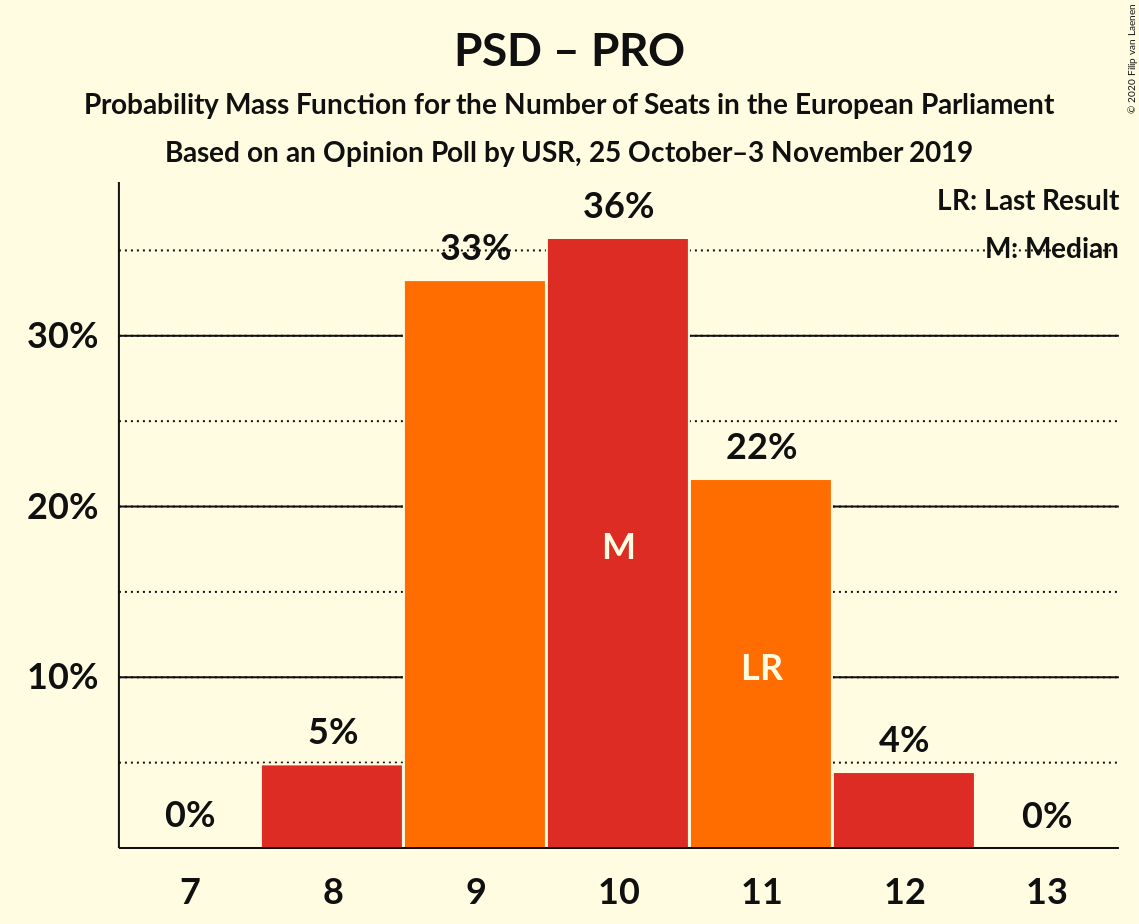 PSD – PRO
Probability Mass Function for the Number of Seats in the European Parliament
Based on an Opinion Poll by USR, 25 October–3 November 2019
© 2020 Filip van Laenen
LR: Last Result
M: Median
36%
33%
30%
22%
20%
M
LR
10%
5%
4%
0%
0%
7 8 9 10 11 12 13